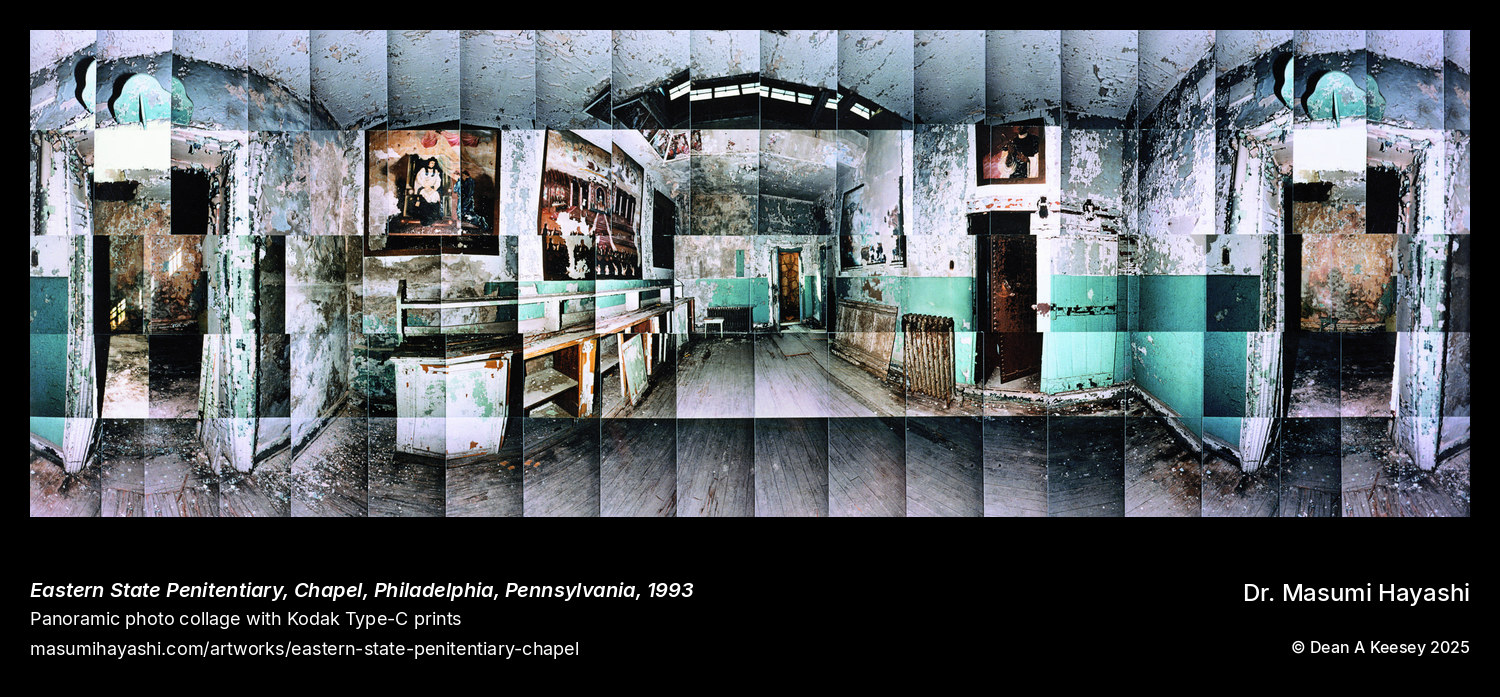 Eastern State Penitentiary, Chapel, Philadelphia, Pennsylvania, 1993
Panoramic photo collage with Kodak Type-C prints
masumihayashi.com/artworks/eastern-state-penitentiary-chapel
Dr. Masumi Hayashi
© Dean A Keesey 2025